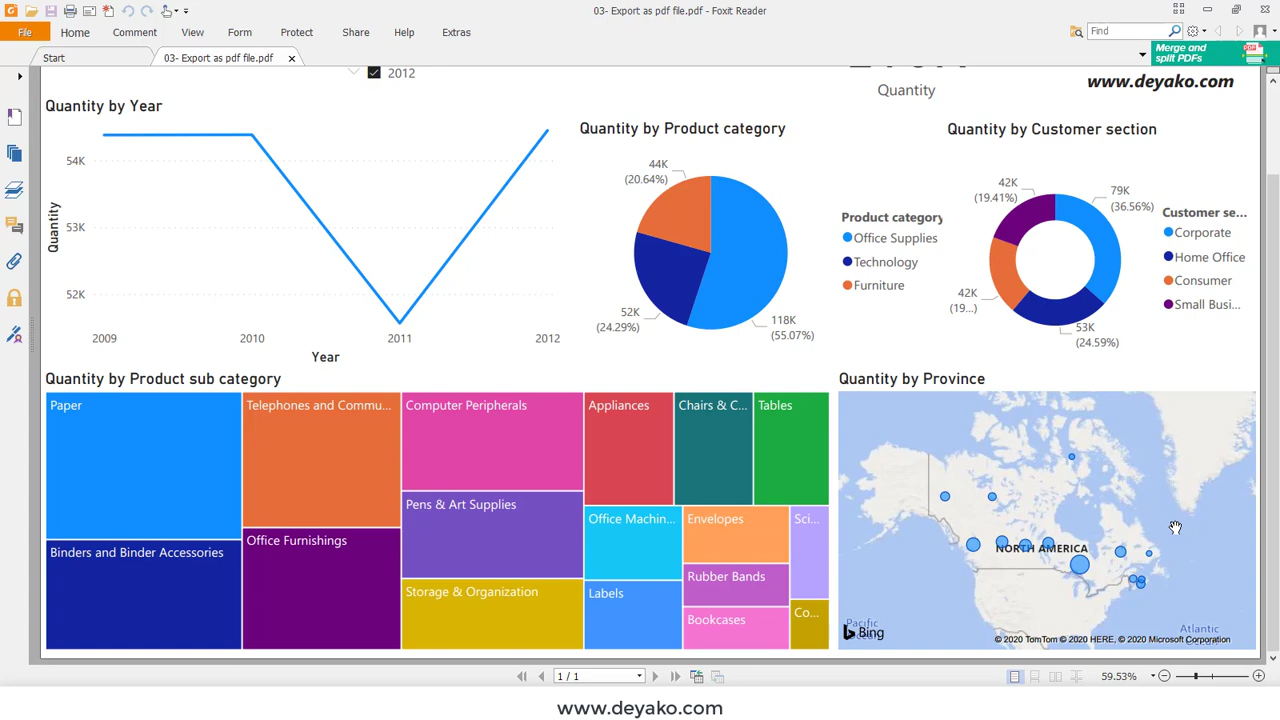 03- Export as pdf file.pdf - Foxit Reader
File Home Comment View Form Protect Share Help Extras
Find
Start
03- Export as pdf file.pdf
Merge and
split PDFs
2012
Quantity
www.deyako.com
Quantity by Year
54K
53K
52K
Quantity
2009 2010 2011 2012
Year
Quantity by Product category
44K
(20.64%)
52K
(24.29%)
118K
(55.07%)
Product category
Office Supplies
Technology
Furniture
Quantity by Customer section
42K
(19.41%)
79K
(36.56%)
42K
(19...)
53K
(24.59%)
Customer se...
Corporate
Home Office
Consumer
Small Busi...
Quantity by Product sub category
Paper
Binders and Binder Accessories
Telephones and Commu...
Office Furnishings
Computer Peripherals
Pens & Art Supplies
Storage & Organization
Appliances
Chairs & C...
Tables
Office Machin...
Labels
Envelopes
Rubber Bands
Bookcases
Sci...
Co...
Quantity by Province
NORTH AMERICA
Pacific
Bing
Atlantic
© 2020 TomTom © 2020 HERE, © 2020 Microsoft Corporation
1 / 1
59.53%
www.deyako.com